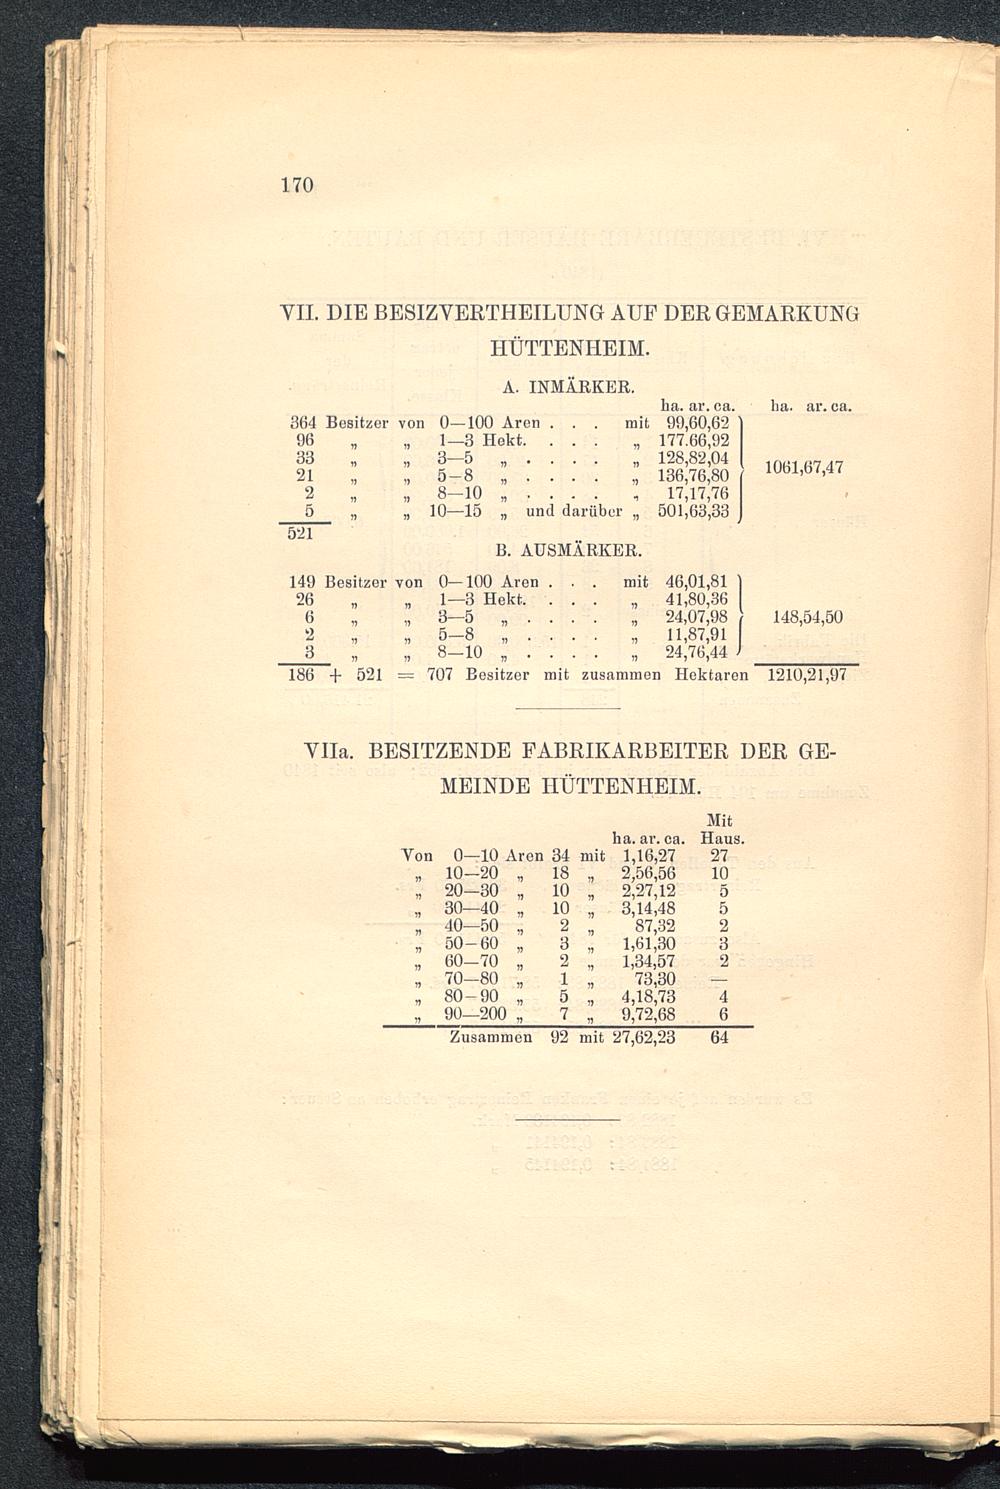 170
VII. DIE BESIZVERTHEILUNG AUF DER GEMARKUNG
HÜTTENHEIM.
A. INMÄRKER.
ha. ar. ca. ha. ar. ca.
364 Besitzer von 0—100 Aren . . . mit 99,60,62
96 „ „ 1—3 Hekt. . . . „ 177.66,92
33 „ „ 3—5 „ . . . . „ 128,82,04
1061,67,47
21 „ „ 5—8 „ . . . . „ 136,76,80
2 „ „ 8—10 „ . . . . „ 17,17,76
5 „ „ 10—15 „ und darüber „ 501,63,33
521
B. AUSMÄRKER.
149 Besitzer von 0—100 Aren . . . mit 46,01,81
26 „ „ 1—3 Hekt. . . . „ 41,80,36
6 „ „ 3—5 „ . . . . „ 24,07,98 148,54,50
2 „ „ 5—8 „ . . . . „ 11,87,91
3 „ „ 8—10 „ . . . . „ 24,76,44
186 + 521 = 707 Besitzer mit zusammen Hektaren 1210,21,97
VIIa. BESITZENDE FABRIKARBEITER DER GE-
MEINDE HÜTTENHEIM.
Mit
ha. ar. ca. Haus.
Von 0—10 Aren 34 mit 1,16,27 27
„ 10—20 „ 18 „ 2,56,56 10
„ 20—30 „ 10 „ 2,27,12 5
„ 30—40 „ 10 „ 3,14,48 5
„ 40—50 „ 2 „ 87,32 2
„ 50—60 „ 3 „ 1,61,30 3
„ 60—70 „ 2 „ 1,34,57 2
„ 70—80 „ 1 „ 73,30 —
„ 80—90 „ 5 „ 4,18,73 4
„ 90—200 „ 7 „ 9,72,68 6
Zusammen 92 mit 27,62,23 64